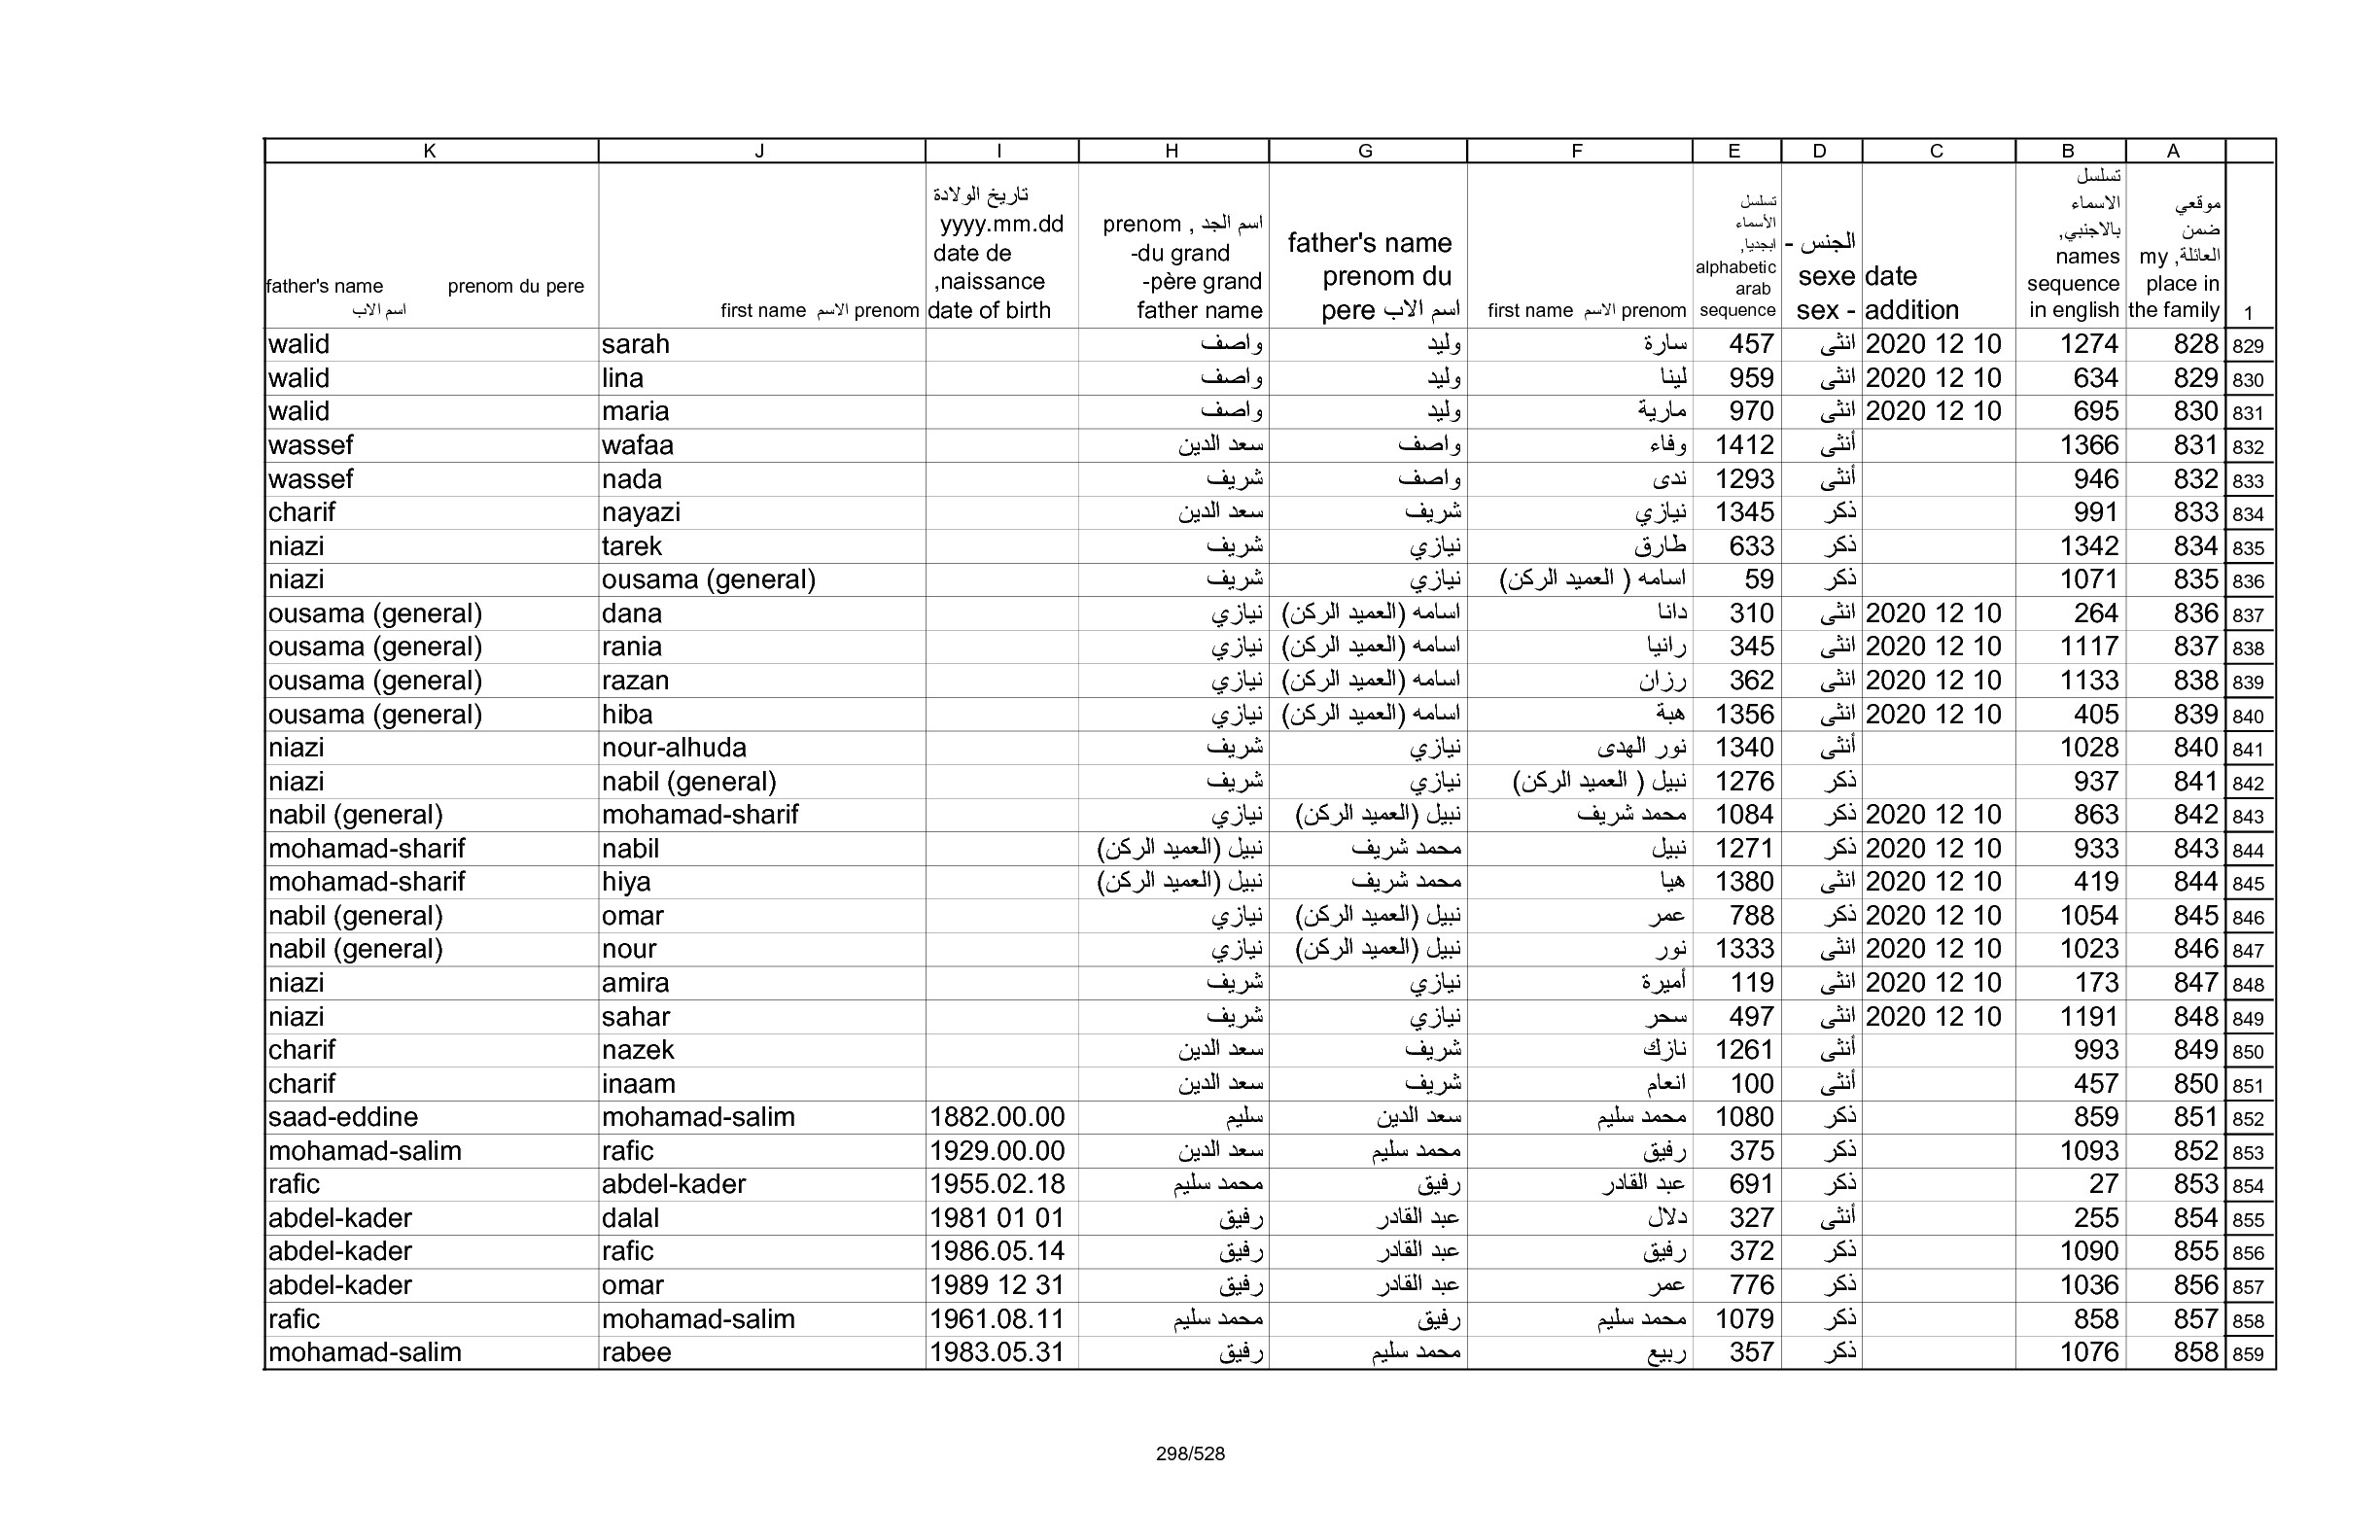 K J I H G F E D C B A
father's name prenom du pere اسم الاب
first name الاسم prenom
تاريخ الولادة yyyy.mm.dd date de naissance, date of birth
اسم الجد , prenom du grand- père grand- father name
father's name prenom du pere اسم الاب
first name الاسم prenom
تسلسل الأسماء ابجديا, alphabetic arab sequence
الجنس - sexe sex -
date addition
تسلسل الاسماء بالاجنبي, names sequence in english
موقعي ضمن العائلة, my place in the family
1
walid sarah واصف وليد سارة 457 انثى 2020 12 10 1274 828 829
walid lina واصف وليد لينا 959 انثى 2020 12 10 634 829 830
walid maria واصف وليد مارية 970 انثى 2020 12 10 695 830 831
wassef wafaa سعد الدين واصف وفاء 1412 أنثى 1366 831 832
wassef nada شريف واصف ندى 1293 أنثى 946 832 833
charif nayazi سعد الدين شريف نيازي 1345 ذكر 991 833 834
niazi tarek شريف نيازي طارق 633 ذكر 1342 834 835
niazi ousama (general) شريف نيازي اسامه ( العميد الركن) 59 ذكر 1071 835 836
ousama (general) dana نيازي اسامه (العميد الركن) دانا 310 انثى 2020 12 10 264 836 837
ousama (general) rania نيازي اسامه (العميد الركن) رانيا 345 انثى 2020 12 10 1117 837 838
ousama (general) razan نيازي اسامه (العميد الركن) رزان 362 انثى 2020 12 10 1133 838 839
ousama (general) hiba نيازي اسامه (العميد الركن) هبة 1356 انثى 2020 12 10 405 839 840
niazi nour-alhuda شريف نيازي نور الهدى 1340 أنثى 1028 840 841
niazi nabil (general) شريف نيازي نبيل ( العميد الركن) 1276 ذكر 937 841 842
nabil (general) mohamad-sharif نيازي نبيل (العميد الركن) محمد شريف 1084 ذكر 2020 12 10 863 842 843
mohamad-sharif nabil نبيل (العميد الركن) محمد شريف نبيل 1271 ذكر 2020 12 10 933 843 844
mohamad-sharif hiya نبيل (العميد الركن) محمد شريف هيا 1380 انثى 2020 12 10 419 844 845
nabil (general) omar نيازي نبيل (العميد الركن) عمر 788 ذكر 2020 12 10 1054 845 846
nabil (general) nour نيازي نبيل (العميد الركن) نور 1333 انثى 2020 12 10 1023 846 847
niazi amira شريف نيازي أميرة 119 انثى 2020 12 10 173 847 848
niazi sahar شريف نيازي سحر 497 انثى 2020 12 10 1191 848 849
charif nazek سعد الدين شريف نازك 1261 أنثى 993 849 850
charif inaam سعد الدين شريف انعام 100 أنثى 457 850 851
saad-eddine mohamad-salim 1882.00.00 سليم سعد الدين محمد سليم 1080 ذكر 859 851 852
mohamad-salim rafic 1929.00.00 سعد الدين محمد سليم رفيق 375 ذكر 1093 852 853
rafic abdel-kader 1955.02.18 محمد سليم رفيق عبد القادر 691 ذكر 27 853 854
abdel-kader dalal 1981 01 01 رفيق عبد القادر دلال 327 أنثى 255 854 855
abdel-kader rafic 1986.05.14 رفيق عبد القادر رفيق 372 ذكر 1090 855 856
abdel-kader omar 1989 12 31 رفيق عبد القادر عمر 776 ذكر 1036 856 857
rafic mohamad-salim 1961.08.11 محمد سليم رفيق محمد سليم 1079 ذكر 858 857 858
mohamad-salim rabee 1983.05.31 رفيق محمد سليم ربيع 357 ذكر 1076 858 859
298/528